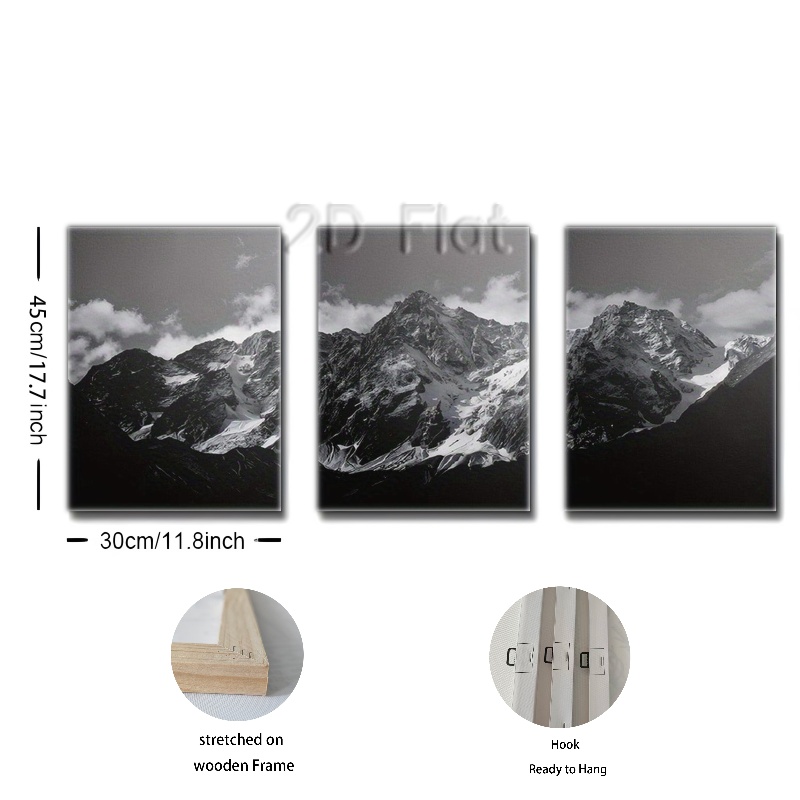 2D Flat
45cm/17.7inch
30cm/11.8inch
stretched on
wooden Frame
Hook
Ready to Hang